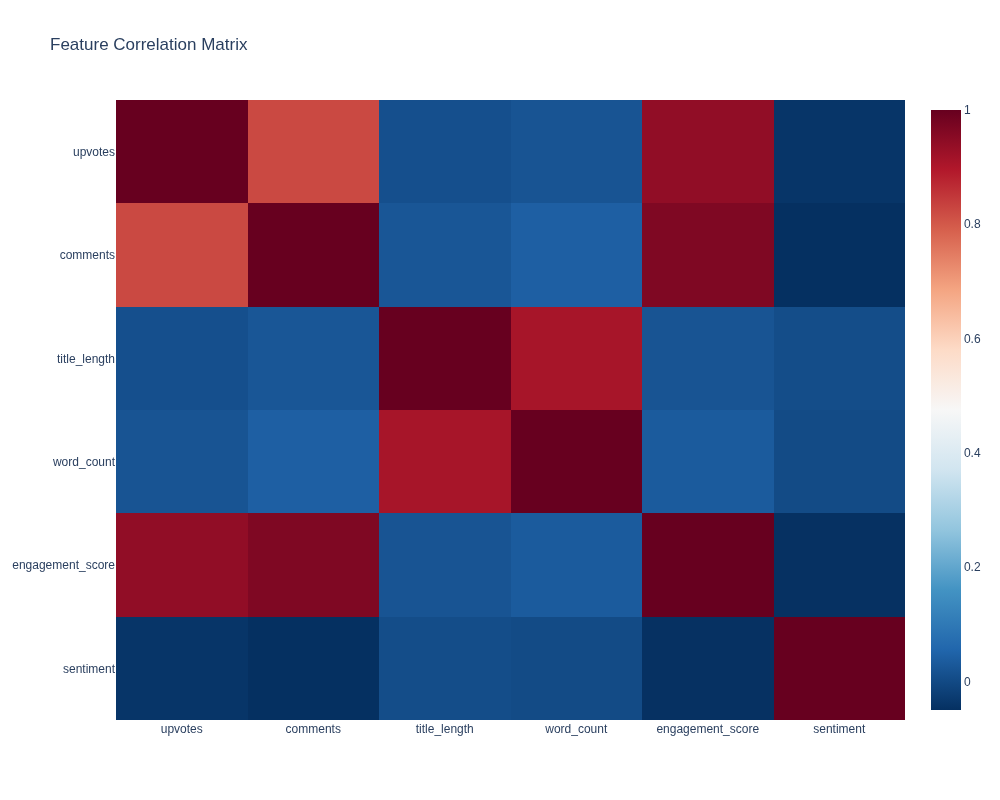 Feature Correlation Matrix
upvotes
comments
title_length
word_count
engagement_score
sentiment
upvotes
comments
title_length
word_count
engagement_score
sentiment
1
0.8
0.6
0.4
0.2
0